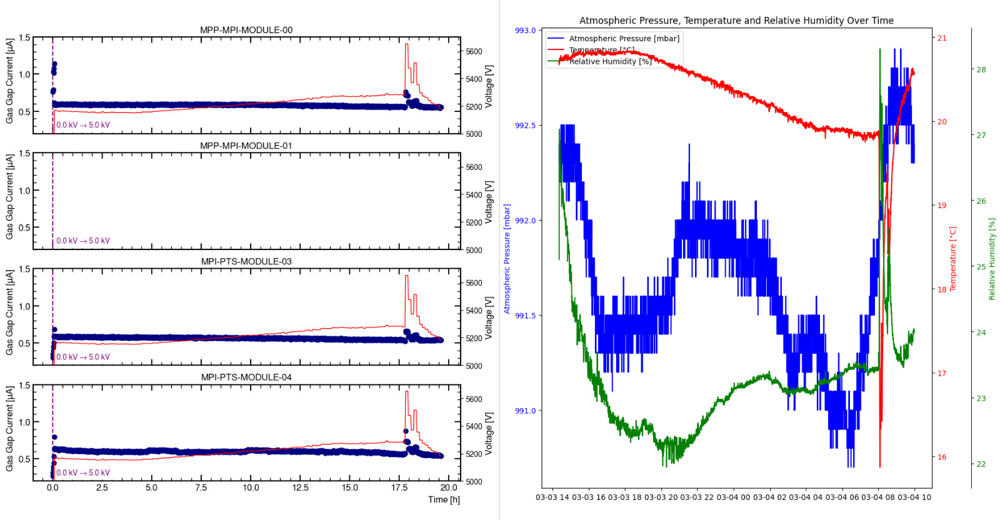 MPP-MPI-MODULE-00
Gas Gap Current [µA]
1.5
1.0
0.5
5600
5400
5200
5000
Voltage [V]
0.0 kV → 5.0 kV
MPP-MPI-MODULE-01
Gas Gap Current [µA]
1.5
1.0
0.5
5600
5400
5200
5000
Voltage [V]
0.0 kV → 5.0 kV
MPI-PTS-MODULE-03
Gas Gap Current [µA]
1.5
1.0
0.5
5600
5400
5200
5000
Voltage [V]
0.0 kV → 5.0 kV
MPI-PTS-MODULE-04
Gas Gap Current [µA]
1.5
1.0
0.5
5600
5400
5200
5000
Voltage [V]
0.0 kV → 5.0 kV
0.0 2.5 5.0 7.5 10.0 12.5 15.0 17.5 20.0
Time [h]
Atmospheric Pressure, Temperature and Relative Humidity Over Time
Atmospheric Pressure [mbar]
Temperature [°C]
Relative Humidity [%]
993.0
992.5
992.0
991.5
991.0
Atmospheric Pressure [mbar]
21
20
19
18
17
16
Temperature [°C]
28
27
26
25
24
23
22
Relative Humidity [%]
03-03 14 03-03 16 03-03 18 03-03 20 03-03 22 03-04 00 03-04 02 03-04 04 03-04 06 03-04 08 03-04 10